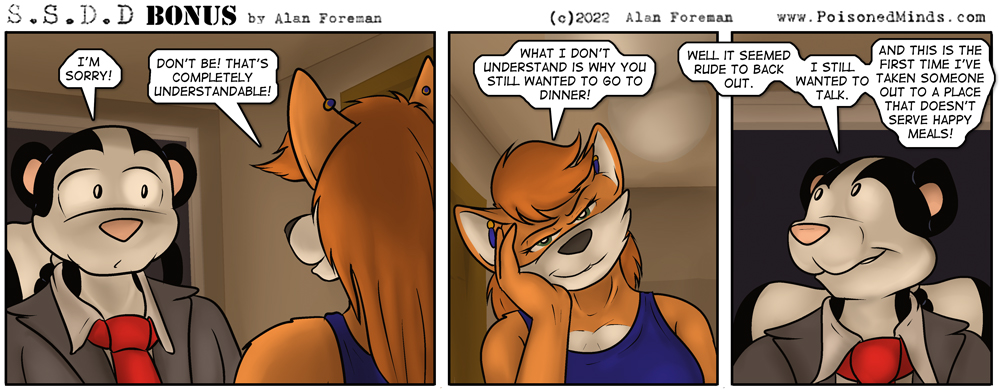 S.S.D.D BONUS by Alan Foreman (c)2022 Alan Foreman www.PoisonedMinds.com
I'M
SORRY!
DON'T BE! THAT'S
COMPLETELY
UNDERSTANDABLE!
WHAT I DON'T
UNDERSTAND IS WHY YOU
STILL WANTED TO GO TO
DINNER!
WELL IT SEEMED
RUDE TO BACK
OUT.
I STILL
WANTED TO
TALK.
AND THIS IS THE
FIRST TIME I'VE
TAKEN SOMEONE
OUT TO A PLACE
THAT DOESN'T
SERVE HAPPY
MEALS!